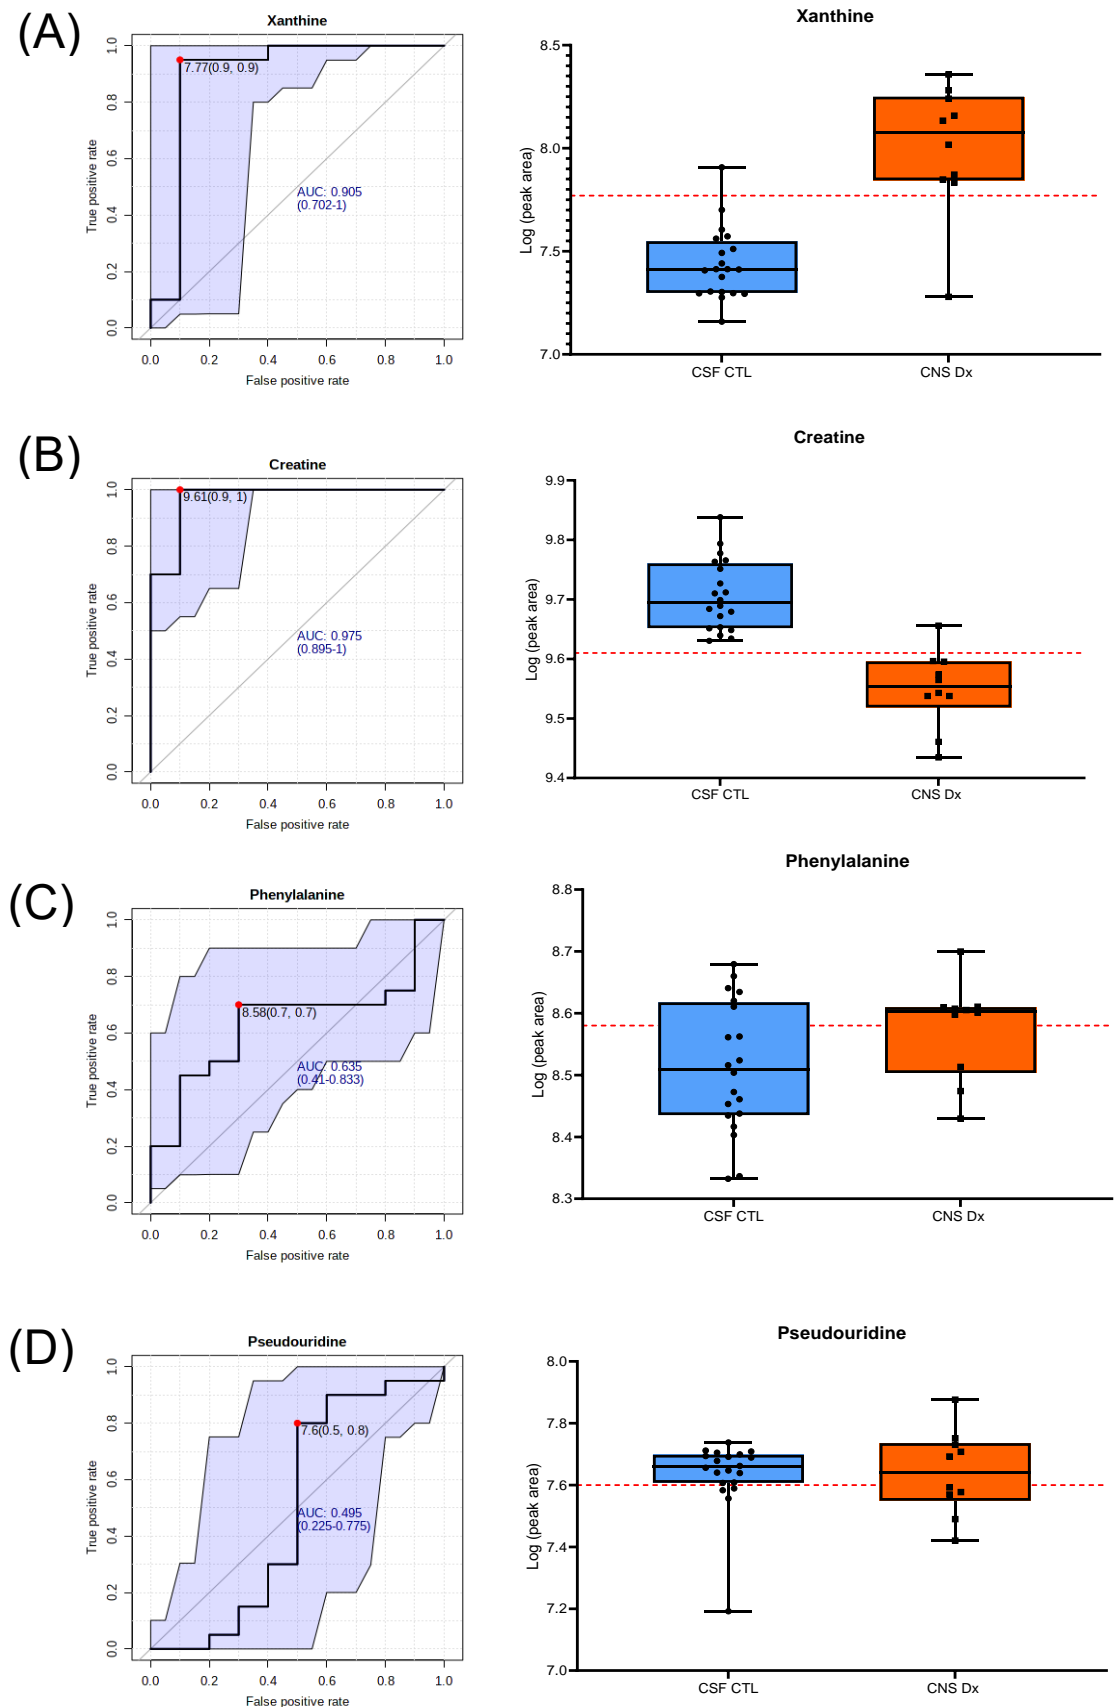 (A)
Xanthine
1.0
0.8
0.6
0.4
0.2
0.0
True positive rate
7.77(0.9, 0.9)
AUC: 0.905
(0.702-1)
0.0 0.2 0.4 0.6 0.8 1.0
False positive rate
Xanthine
8.5
8.0
7.5
7.0
Log (peak area)
CSF CTL CNS Dx
(B)
Creatine
1.0
0.8
0.6
0.4
0.2
0.0
True positive rate
9.61(0.9, 1)
AUC: 0.975
(0.895-1)
0.0 0.2 0.4 0.6 0.8 1.0
False positive rate
Creatine
9.9
9.8
9.7
9.6
9.5
9.4
Log (peak area)
CSF CTL CNS Dx
(C)
Phenylalanine
1.0
0.8
0.6
0.4
0.2
0.0
True positive rate
8.58(0.7, 0.7)
AUC: 0.635
(0.41-0.833)
0.0 0.2 0.4 0.6 0.8 1.0
False positive rate
Phenylalanine
8.8
8.7
8.6
8.5
8.4
8.3
Log (peak area)
CSF CTL CNS Dx
(D)
Pseudouridine
1.0
0.8
0.6
0.4
0.2
0.0
True positive rate
7.6(0.5, 0.8)
AUC: 0.495
(0.225-0.775)
0.0 0.2 0.4 0.6 0.8 1.0
False positive rate
Pseudouridine
8.0
7.8
7.6
7.4
7.2
7.0
Log (peak area)
CSF CTL CNS Dx